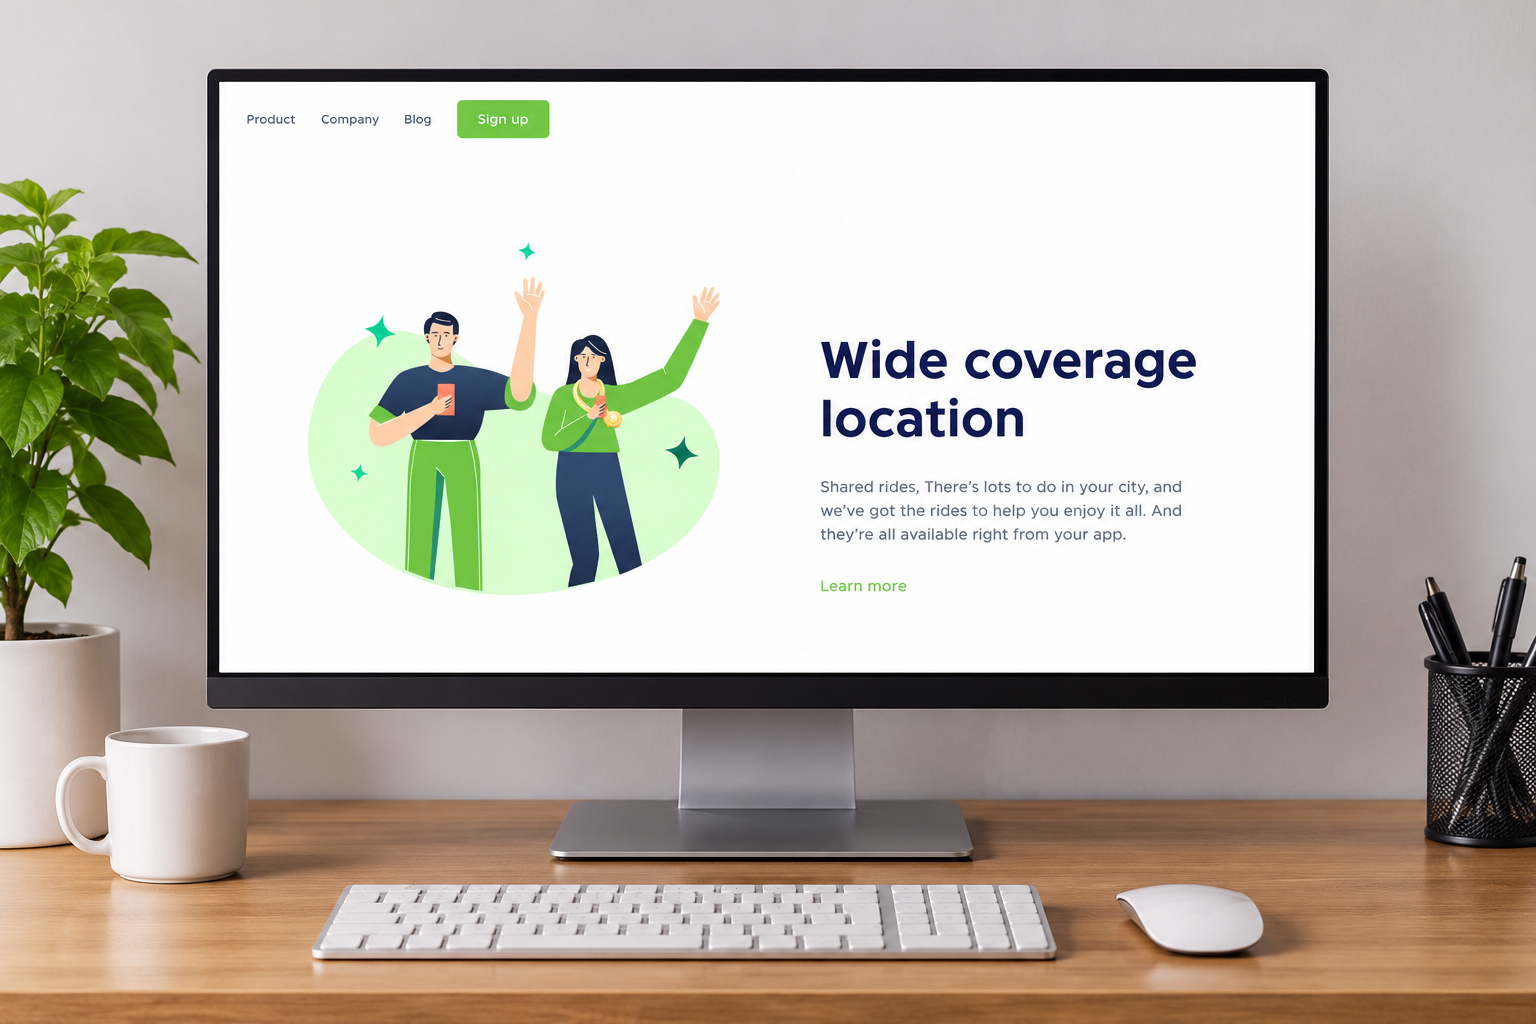 Product Company Blog Sign up
Wide coverage
location
Shared rides, There's lots to do in your city, and
we've got the rides to help you enjoy it all. And
they're all available right from your app.
Learn more